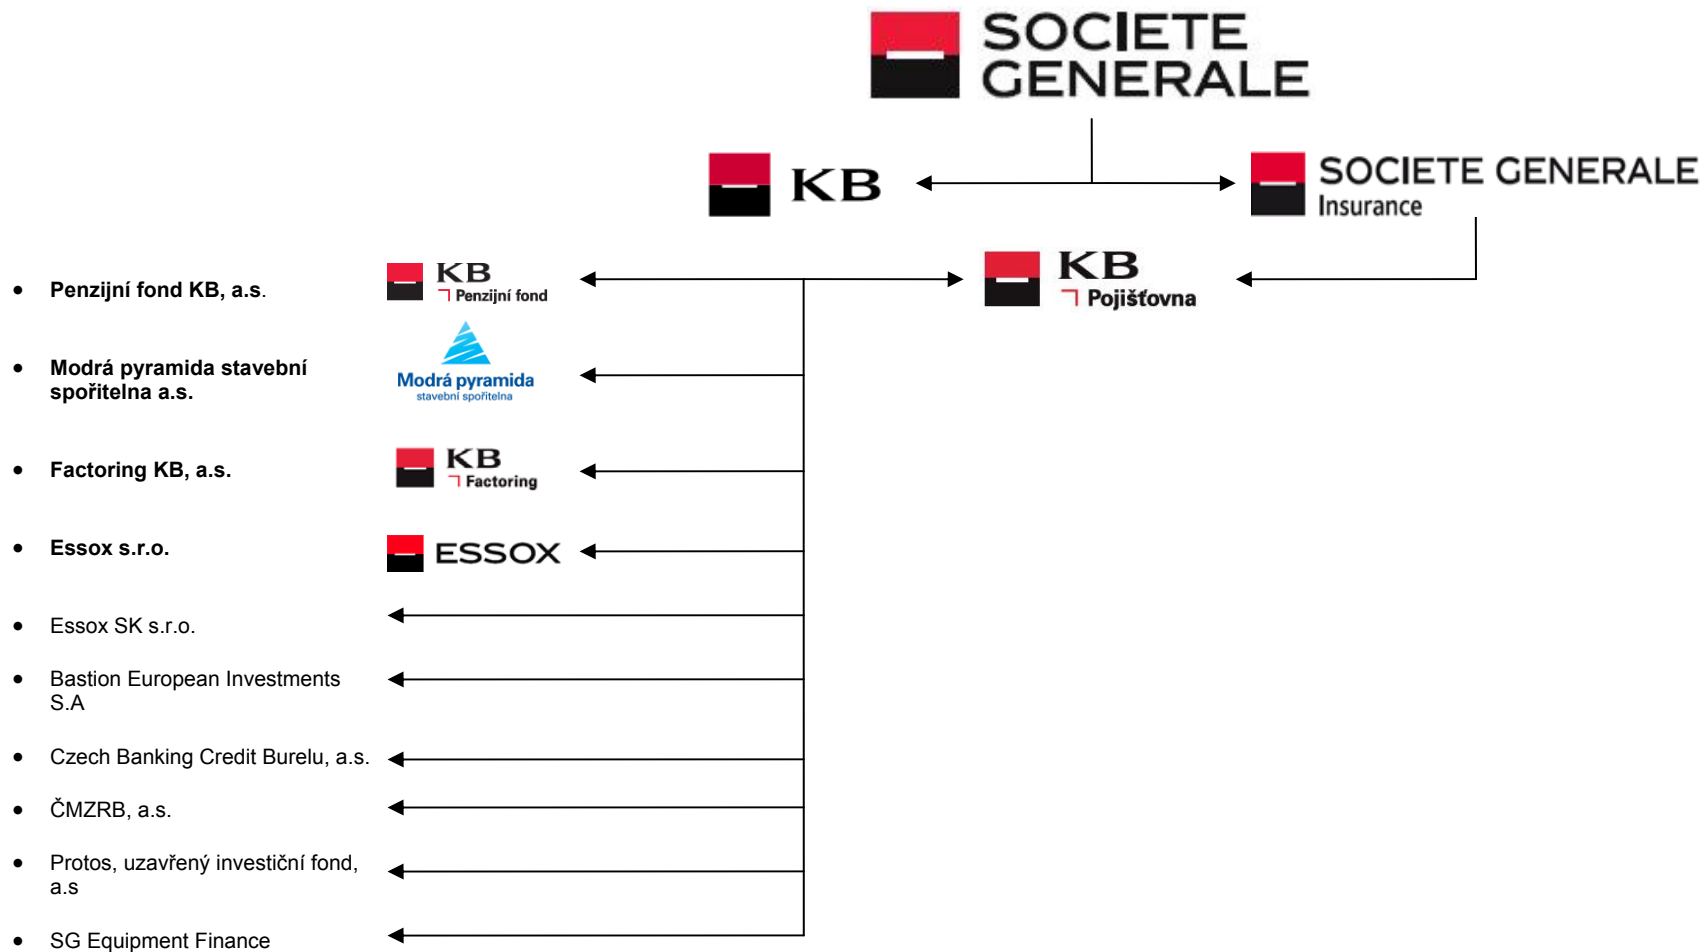 SOCIETE
GENERALE
KB
SOCIETE GENERALE
Insurance
• Penzijní fond KB, a.s.
KB
Penzijní fond
KB
Pojišťovna
• Modrá pyramida stavební
spořitelna a.s.
Modrá pyramida
stavební spořitelna
• Factoring KB, a.s.
KB
Factoring
• Essox s.r.o.
ESSOX
• Essox SK s.r.o.
• Bastion European Investments
S.A
• Czech Banking Credit Burelu, a.s.
• ČMZRB, a.s.
• Protos, uzavřený investiční fond,
a.s
• SG Equipment Finance